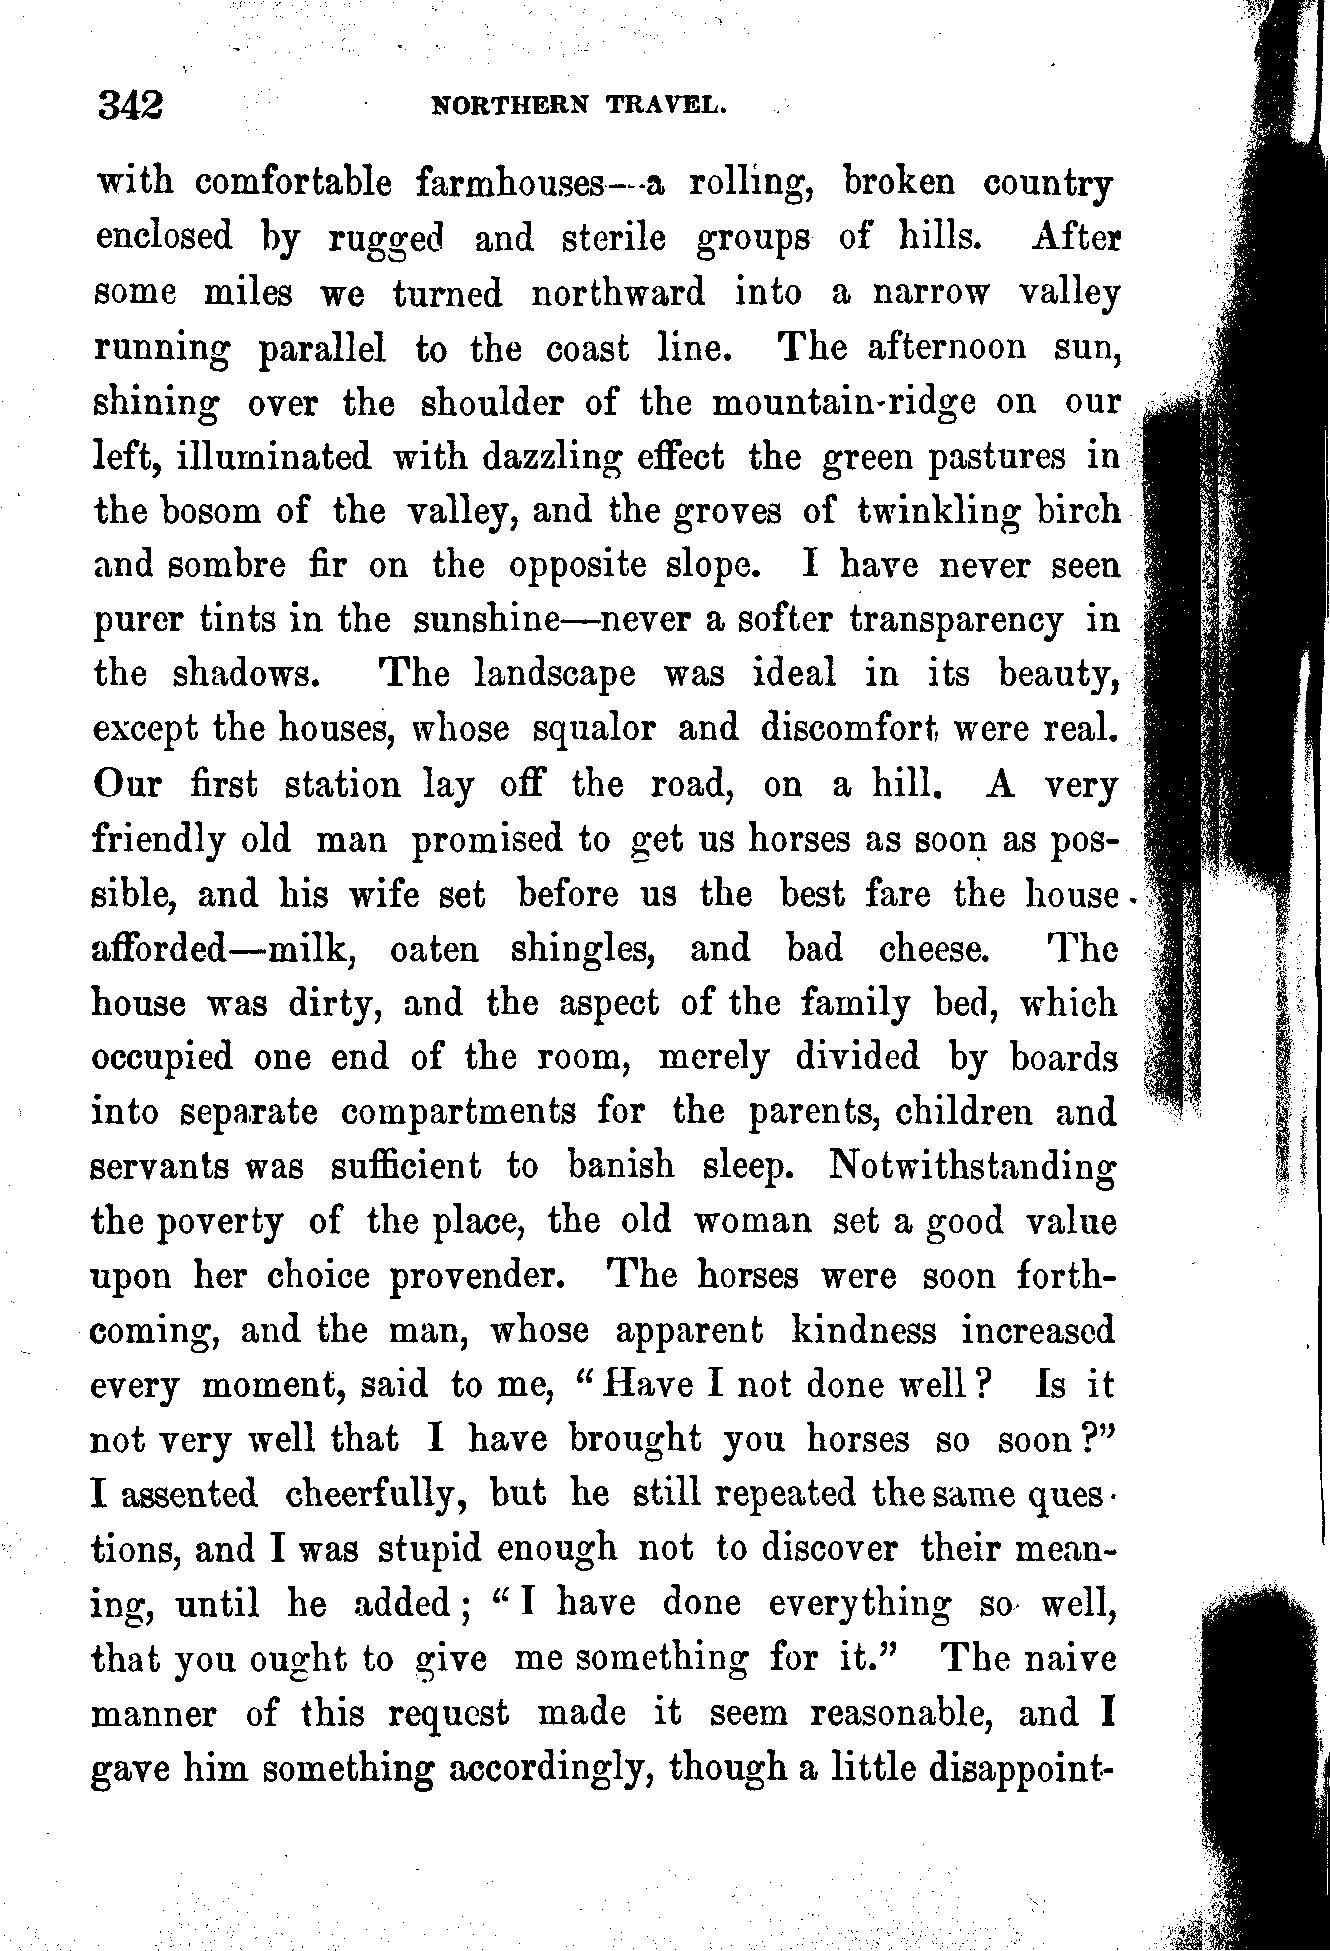 342 NORTHERN TRAVEL.
with comfortable farmhouses—a rolling, broken country
enclosed by rugged and sterile groups of hills. After
some miles we turned northward into a narrow valley
running parallel to the coast line. The afternoon sun,
shining over the shoulder of the mountain-ridge on our
left, illuminated with dazzling effect the green pastures in
the bosom of the valley, and the groves of twinkling birch
and sombre fir on the opposite slope. I have never seen
purer tints in the sunshine—never a softer transparency in
the shadows. The landscape was ideal in its beauty,
except the houses, whose squalor and discomfort were real.
Our first station lay off the road, on a hill. A very
friendly old man promised to get us horses as soon as pos-
sible, and his wife set before us the best fare the house
afforded—milk, oaten shingles, and bad cheese. The
house was dirty, and the aspect of the family bed, which
occupied one end of the room, merely divided by boards
into separate compartments for the parents, children and
servants was sufficient to banish sleep. Notwithstanding
the poverty of the place, the old woman set a good value
upon her choice provender. The horses were soon forth-
coming, and the man, whose apparent kindness increased
every moment, said to me, “Have I not done well? Is it
not very well that I have brought you horses so soon?”
I assented cheerfully, but he still repeated the same ques-
tions, and I was stupid enough not to discover their mean-
ing, until he added; “I have done everything so well,
that you ought to give me something for it.” The naive
manner of this request made it seem reasonable, and I
gave him something accordingly, though a little disappoint-